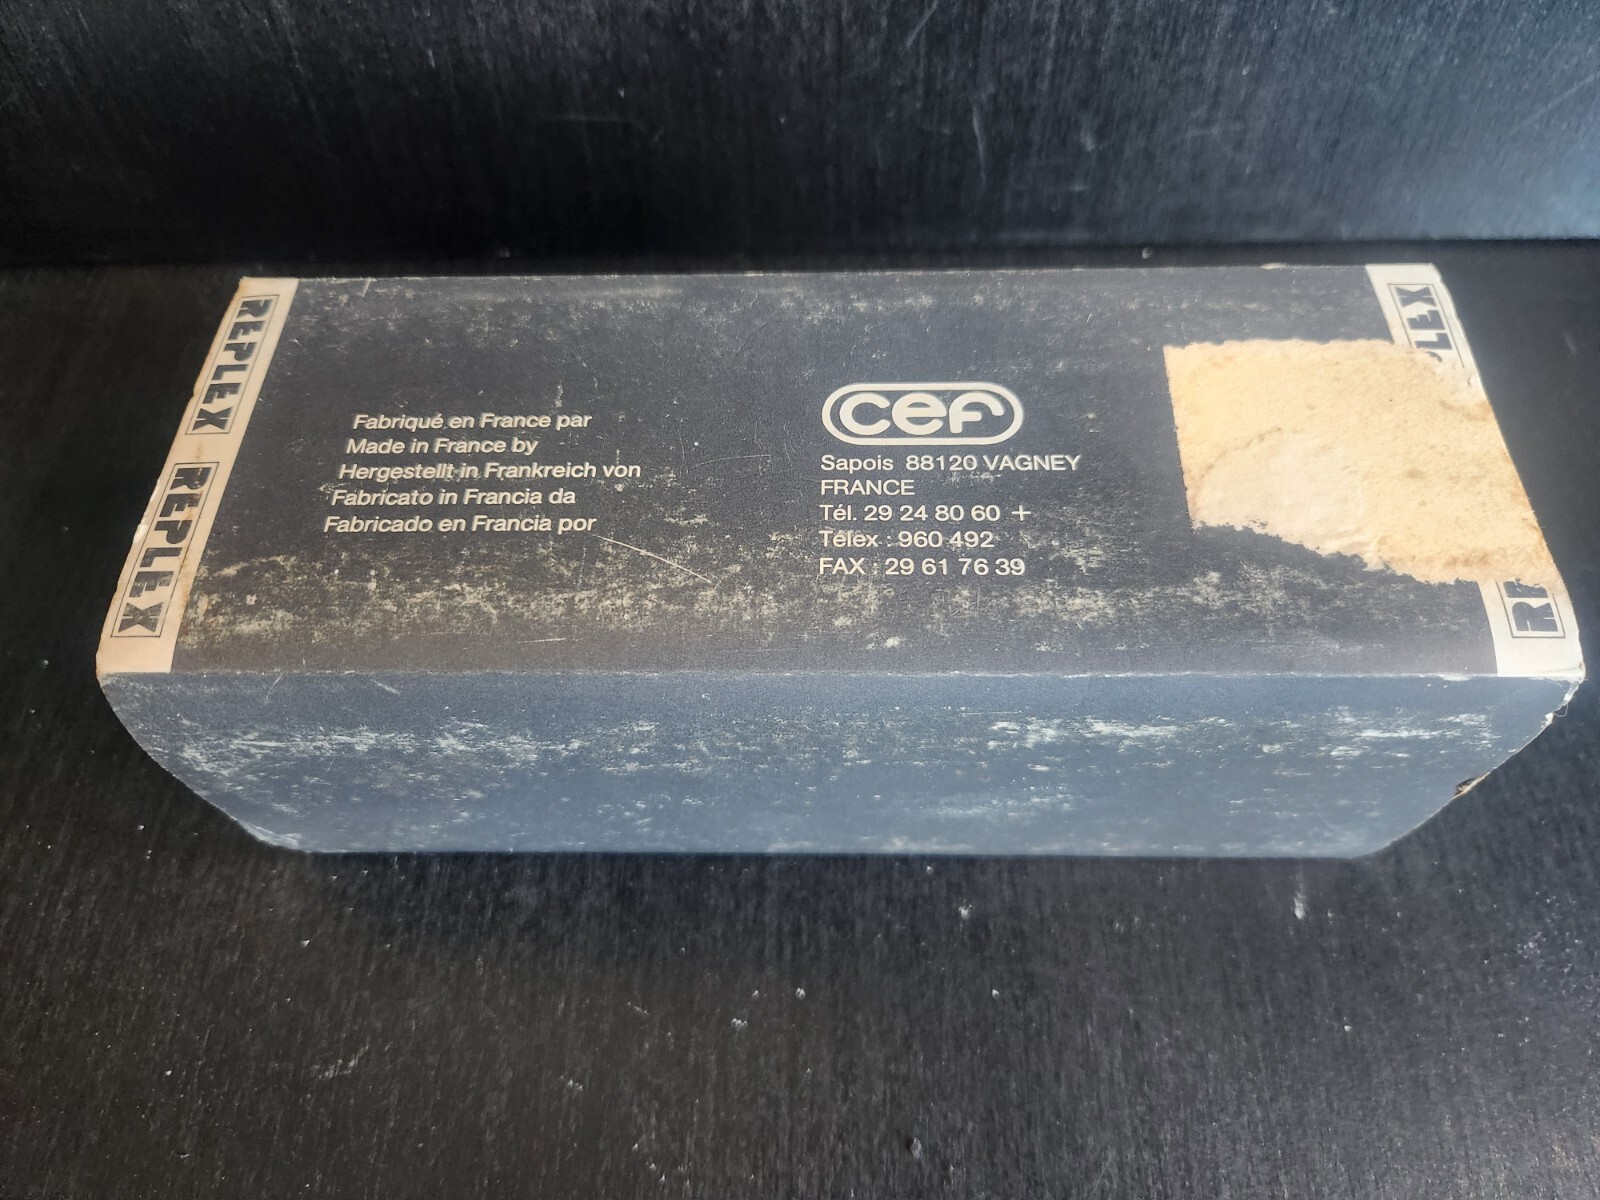 REPLEX
REPLEX
Fabriqué en France par
Made in France by
Hergestellt in Frankreich von
Fabricato in Francia da
Fabricado en Francia por
cef
Sapois 88120 VAGNEY
FRANCE
Tél. 29 24 80 60 +
Télex : 960 492
FAX : 29 61 76 39